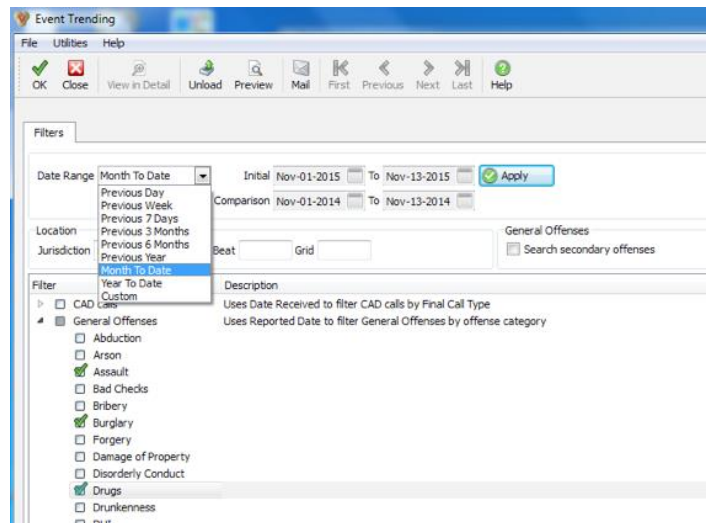 Event Trending
File Utilities Help
OK Close View in Detail Unload Preview Mail First Previous Next Last Help
Filters
Date Range Month To Date Initial Nov-01-2015 To Nov-13-2015 Apply
Previous Day
Previous Week
Comparison Nov-01-2014 To Nov-13-2014
Previous 7 Days
Previous 3 Months
Location General Offenses
Previous 6 Months
Jurisdiction Beat Grid Search secondary offenses
Previous Year
Month To Date
Year To Date
Custom
Filter Description
CAD calls Uses Date Received to filter CAD calls by Final Call Type
General Offenses Uses Reported Date to filter General Offenses by offense category
Abduction
Arson
Assault
Bad Checks
Bribery
Burglary
Forgery
Damage of Property
Disorderly Conduct
Drugs
Drunkenness